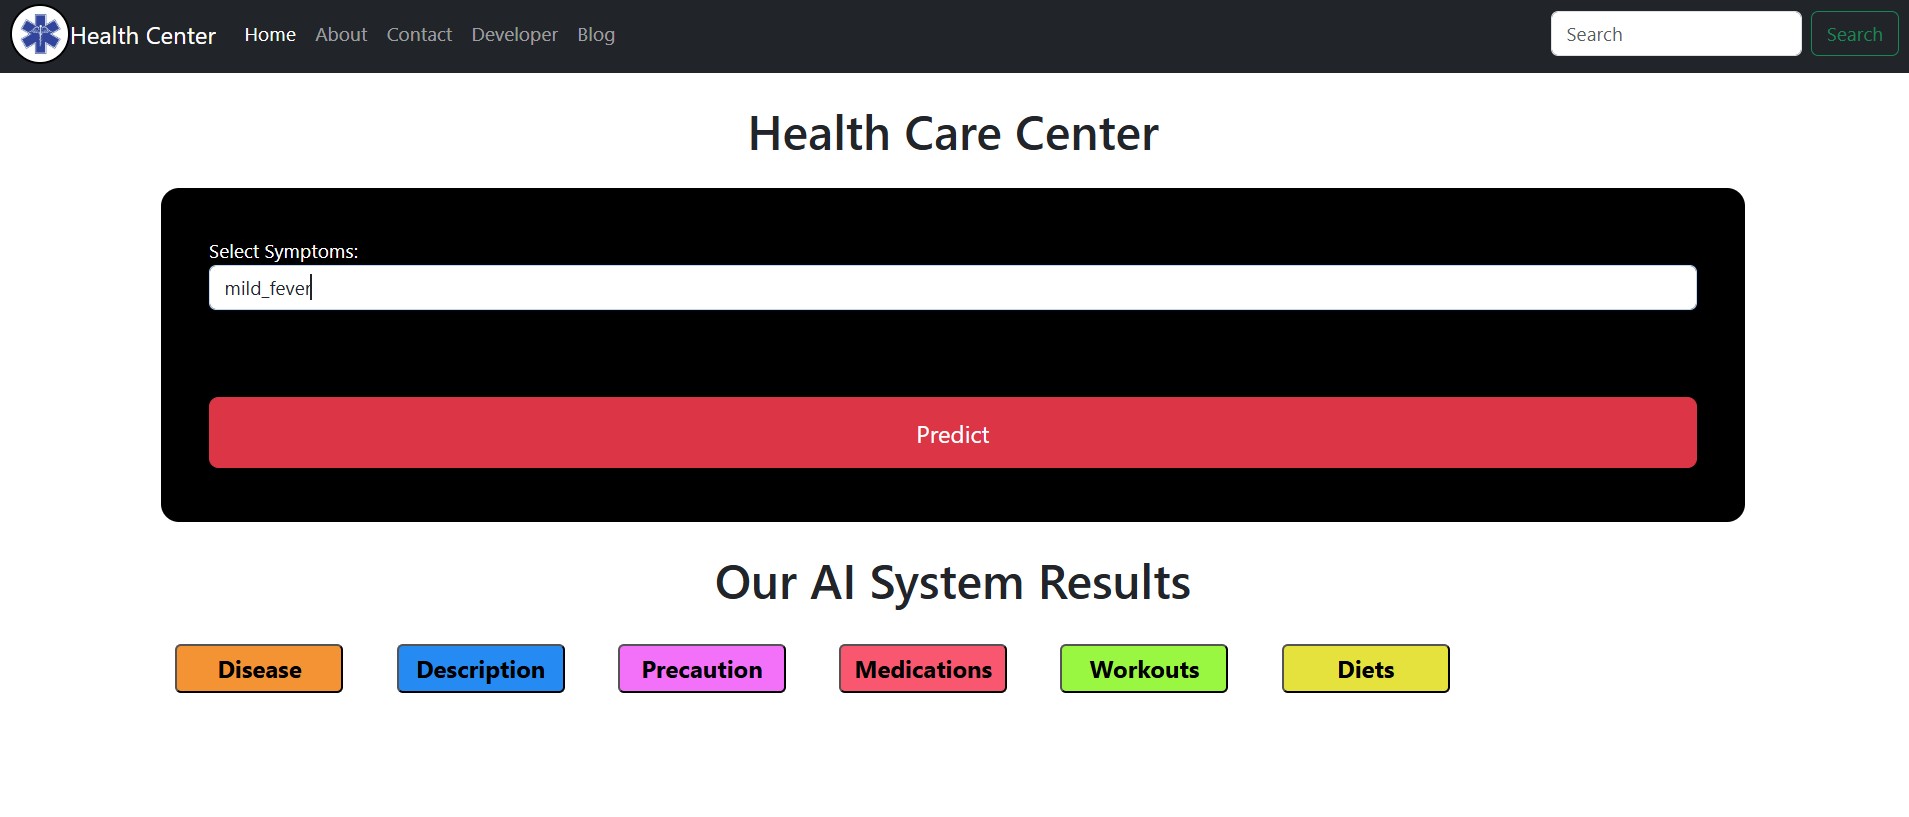 Health Center Home About Contact Developer Blog Search Search
Health Care Center
Select Symptoms:
mild_fever
Predict
Our AI System Results
Disease Description Precaution Medications Workouts Diets